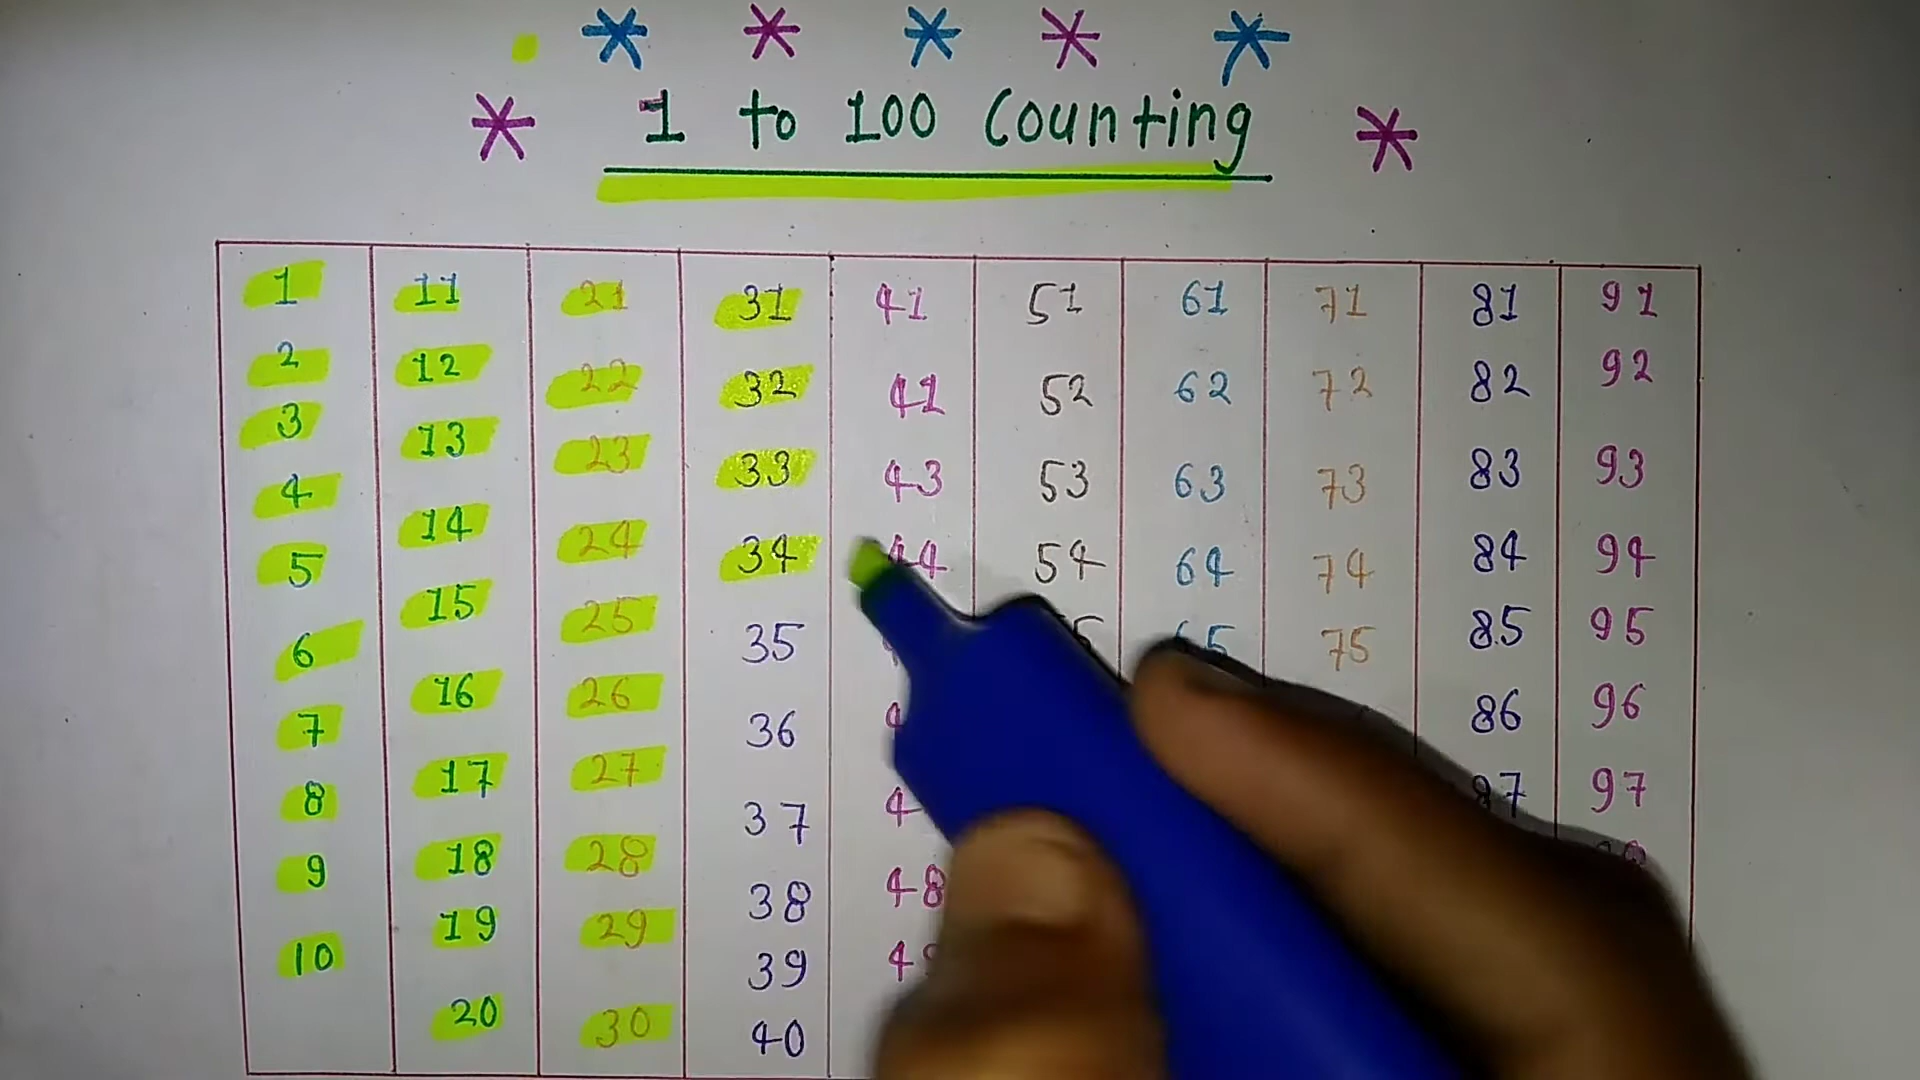 1 to 100 Counting
1 11 21 31 41 51 61 71 81 91
2 12 22 32 41 52 62 72 82 92
3 13 23 33 43 53 63 73 83 93
4 14 24 34 44 54 64 74 84 94
5 15 25 35 75 85 95
6 16 26 36 86 96
7 17 27 37 97
8 18 28 38 48
9 19 29 39
10 20 30 40